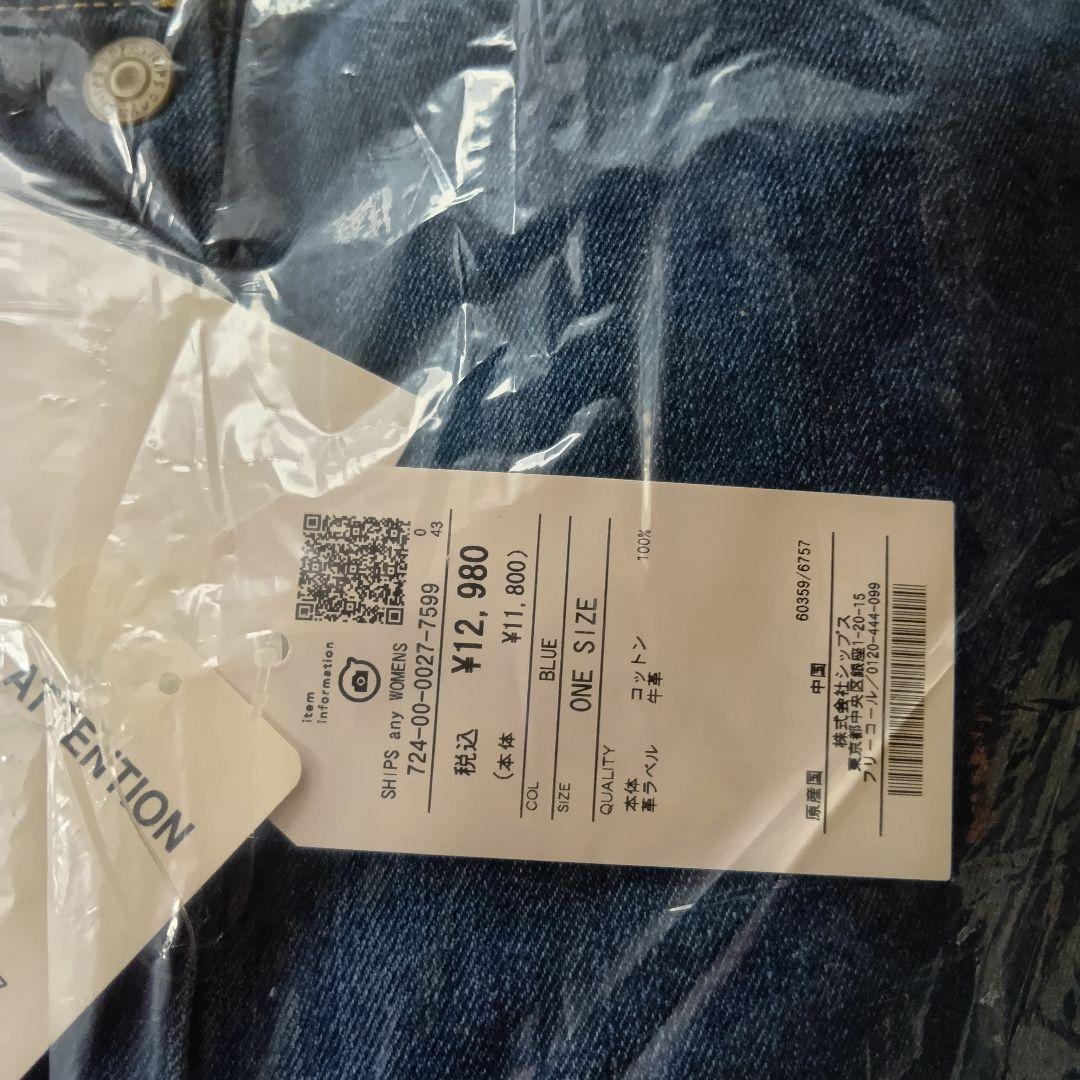 ATTENTION
item
information
SHIPS any WOMENS 0
724-00-0027-7599 43
税込 ¥12,980
(本体 ¥11,800)
COL BLUE
SIZE ONE SIZE
QUALITY
本体 コットン 100%
革ラベル 牛革
60359/6757
原産国 中国
株式会社シップス
東京都中央区銀座1-20-15
フリーコール/0120-444-099